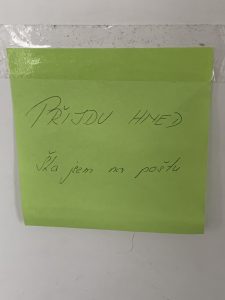 PŘIJDU HNED
Šla jsem na poštu